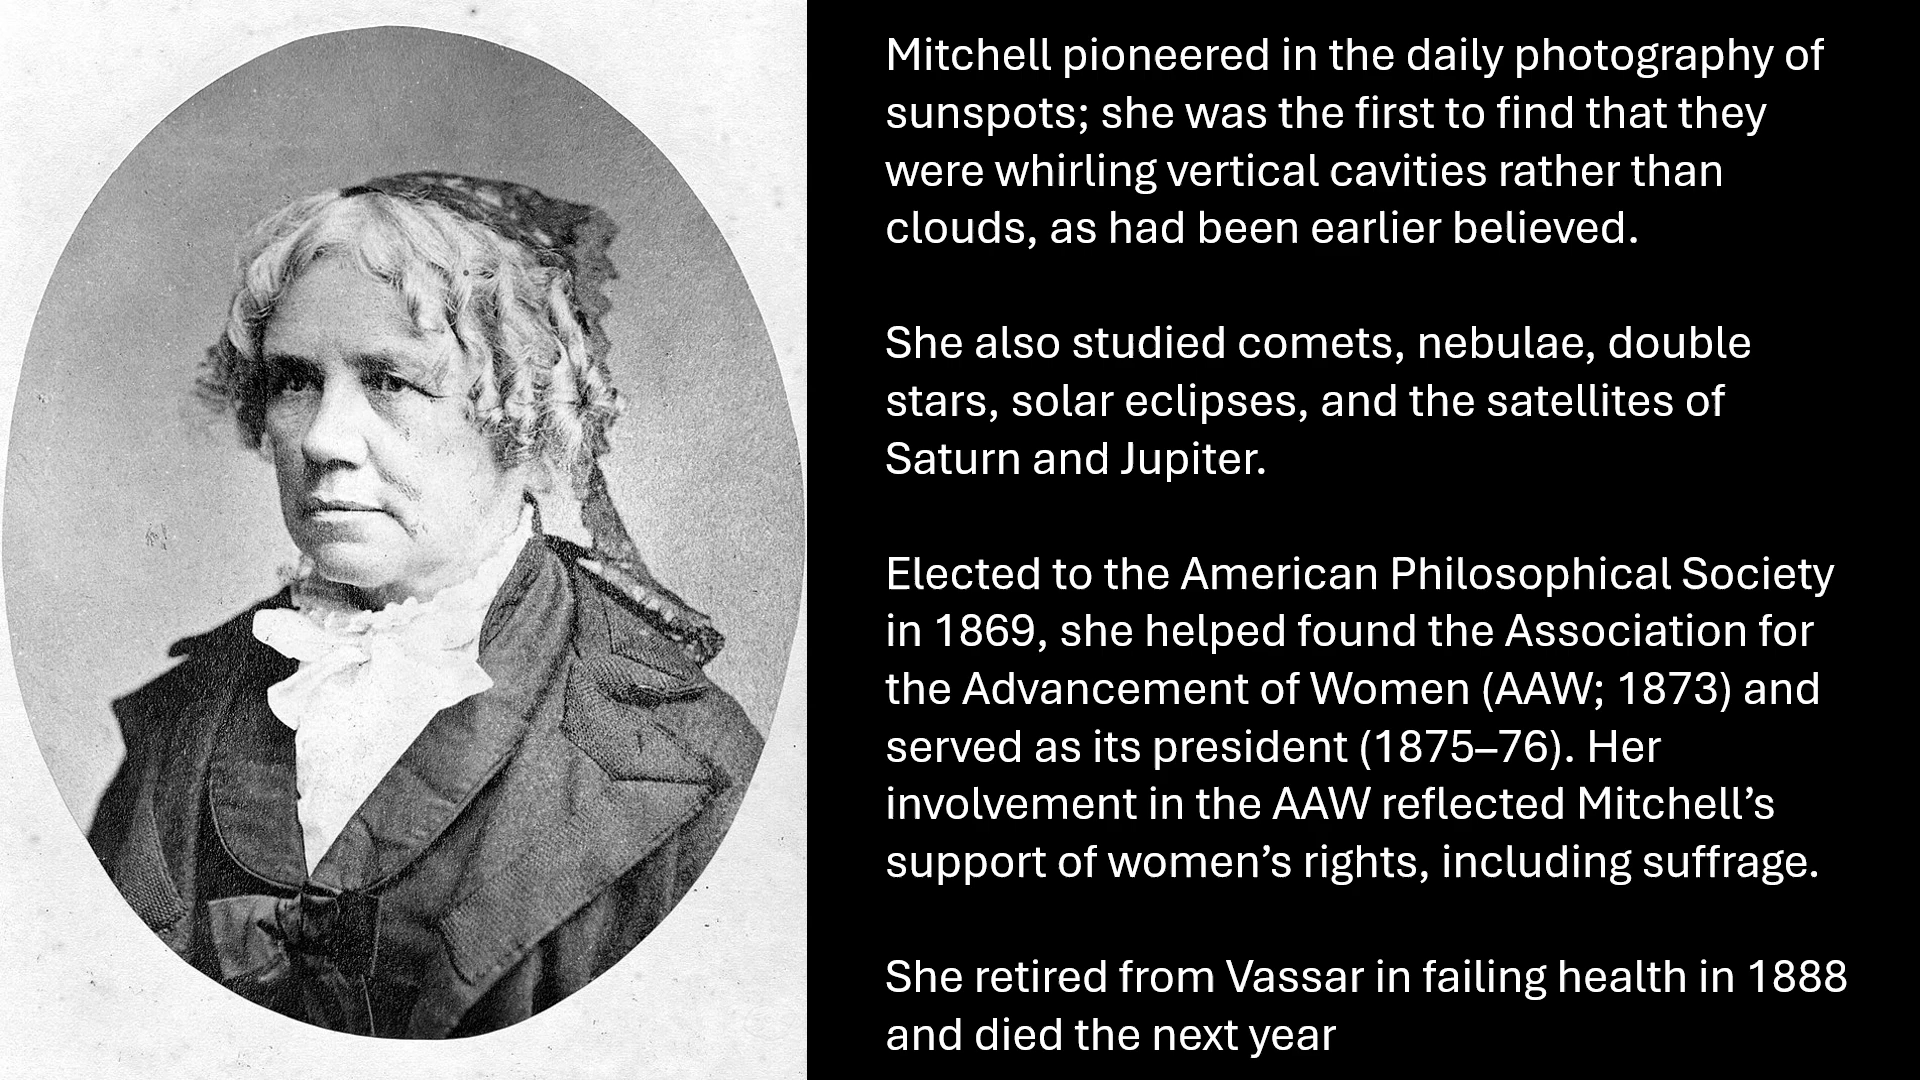 Mitchell pioneered in the daily photography of
sunspots; she was the first to find that they
were whirling vertical cavities rather than
clouds, as had been earlier believed.
She also studied comets, nebulae, double
stars, solar eclipses, and the satellites of
Saturn and Jupiter.
Elected to the American Philosophical Society
in 1869, she helped found the Association for
the Advancement of Women (AAW; 1873) and
served as its president (1875–76). Her
involvement in the AAW reflected Mitchell’s
support of women’s rights, including suffrage.
She retired from Vassar in failing health in 1888
and died the next year